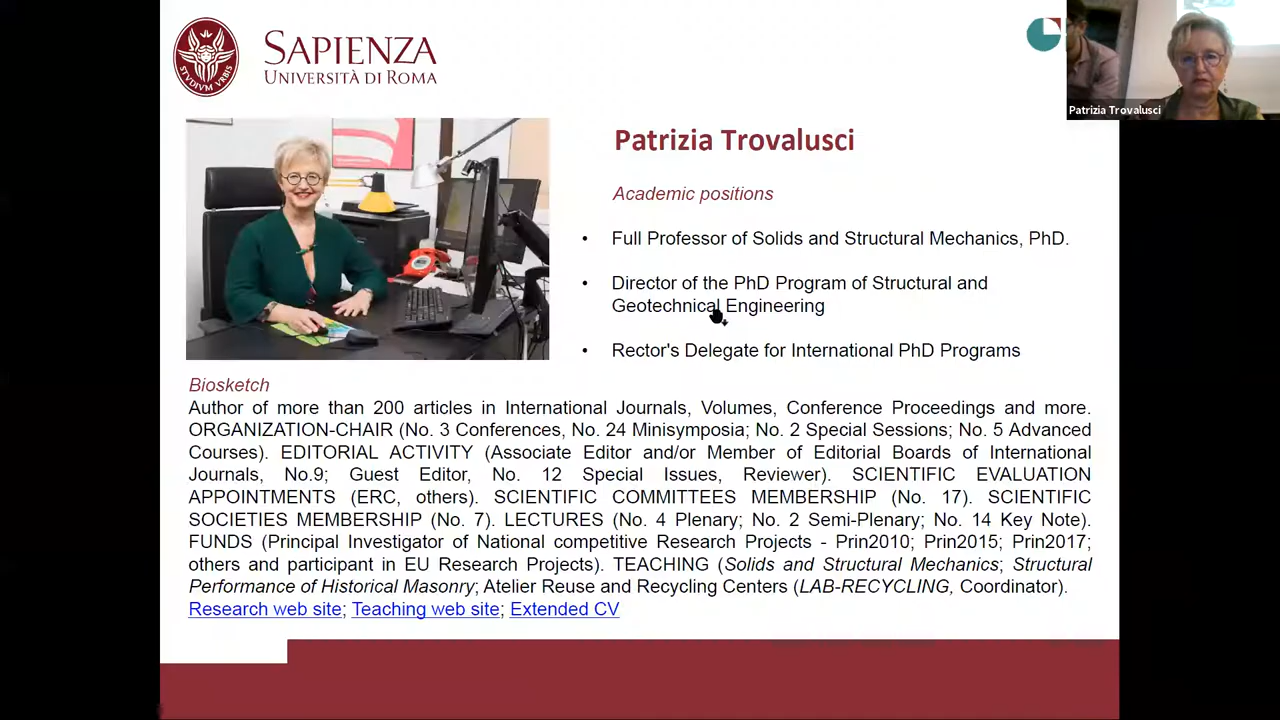 SAPIENZA
UNIVERSITÀ DI ROMA
STVDIVM VRBIS
Patrizia Trovalusci
Patrizia Trovalusci
Academic positions
• Full Professor of Solids and Structural Mechanics, PhD.
• Director of the PhD Program of Structural and
Geotechnical Engineering
• Rector's Delegate for International PhD Programs
Biosketch
Author of more than 200 articles in International Journals, Volumes, Conference Proceedings and more.
ORGANIZATION-CHAIR (No. 3 Conferences, No. 24 Minisymposia; No. 2 Special Sessions; No. 5 Advanced
Courses). EDITORIAL ACTIVITY (Associate Editor and/or Member of Editorial Boards of International
Journals, No.9; Guest Editor, No. 12 Special Issues, Reviewer). SCIENTIFIC EVALUATION
APPOINTMENTS (ERC, others). SCIENTIFIC COMMITTEES MEMBERSHIP (No. 17). SCIENTIFIC
SOCIETIES MEMBERSHIP (No. 7). LECTURES (No. 4 Plenary; No. 2 Semi-Plenary; No. 14 Key Note).
FUNDS (Principal Investigator of National competitive Research Projects - Prin2010; Prin2015; Prin2017;
others and participant in EU Research Projects). TEACHING (Solids and Structural Mechanics; Structural
Performance of Historical Masonry; Atelier Reuse and Recycling Centers (LAB-RECYCLING, Coordinator).
Research web site; Teaching web site; Extended CV